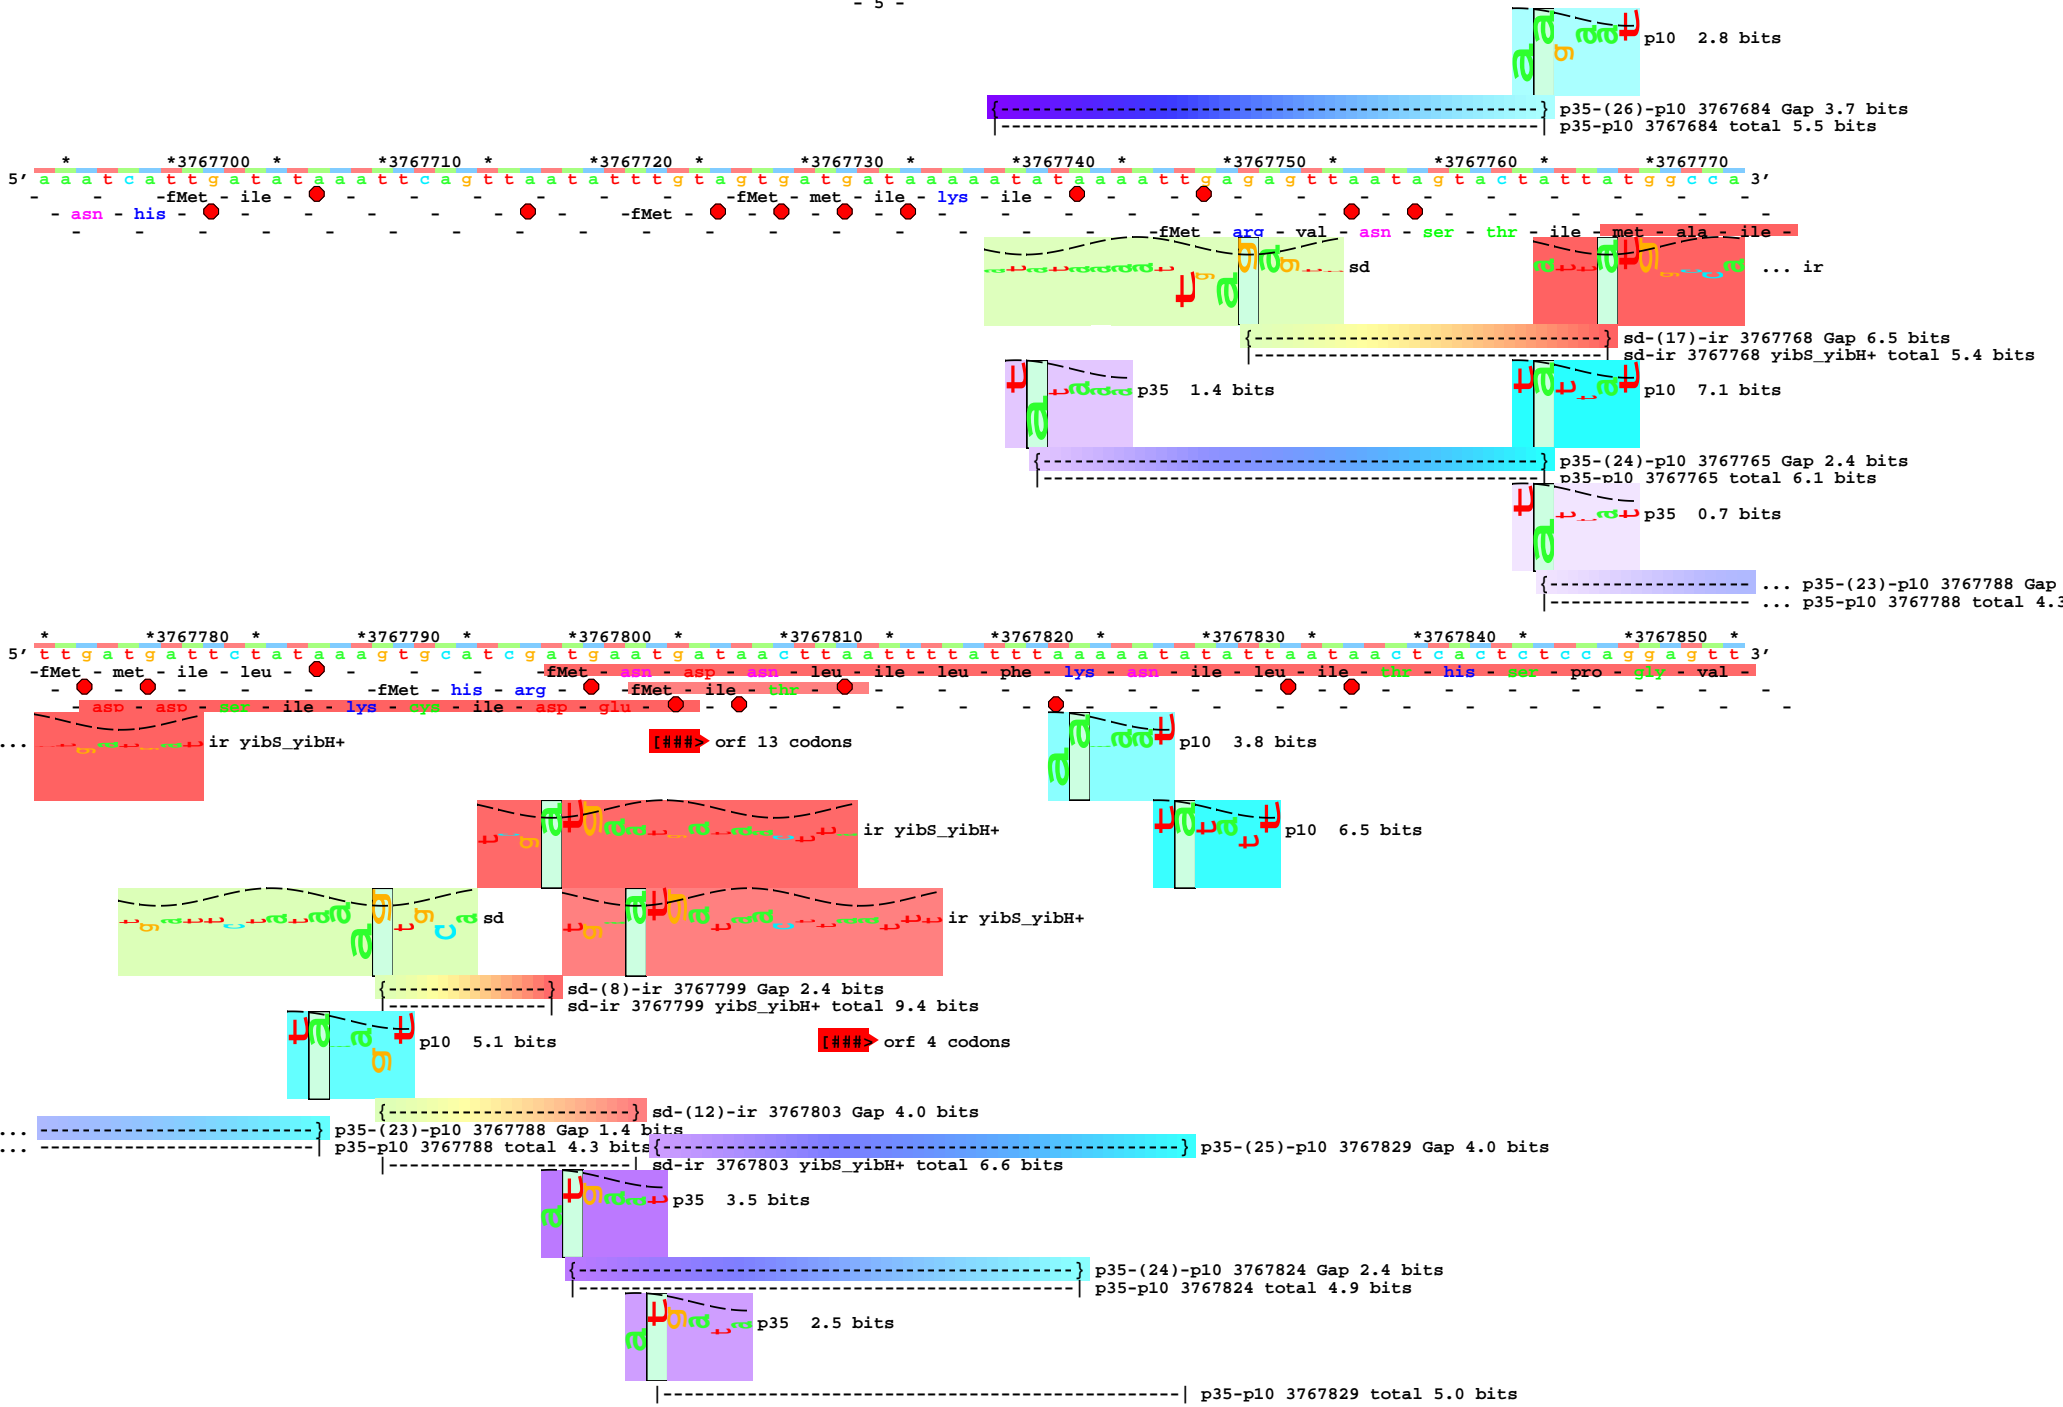 - 5 -
p10 2.8 bits
{--------------------------} p35-(26)-p10 3767684 Gap 3.7 bits
|--------------------------| p35-p10 3767684 total 5.5 bits
* *3767700 * *3767710 * *3767720 * *3767730 * *3767740 * *3767750 * *3767760 * *3767770
5' a a a t c a t t g a t a t a a a t t c a g t t a a t a t t t g t a g t g a t g a t a a a a a t a t a a a a t t g a g a g t t a a t a g t a c t a t t a t g g c c a 3'
- - -fMet - ile - - - - - - - -fMet - met - ile - lys - ile - - - - - - - - - - -
- asn - his - - - - - - -fMet - - - - - - - - - - - - - - - - -
- - - - - - - - - - - - - - - - -fMet - arg - val - asn - ser - thr - ile - met - ala - ile -
sd
... ir
{-----------------} sd-(17)-ir 3767768 Gap 6.5 bits
|-----------------| sd-ir 3767768 yibS_yibH+ total 5.4 bits
p35 1.4 bits
p10 7.1 bits
{------------------------} p35-(24)-p10 3767765 Gap 2.4 bits
|------------------------| p35-p10 3767765 total 6.1 bits
p35 0.7 bits
{---------- ... p35-(23)-p10 3767788 Gap
|---------- ... p35-p10 3767788 total 4.3
* *3767780 * *3767790 * *3767800 * *3767810 * *3767820 * *3767830 * *3767840 * *3767850 *
5' t t g a t g a t t c t a t a a a g t g c a t c g a t g a a t g a t a a c t t a a t t t t a t t t a a a a a t a t a t t a a t a a c t c a c t c t c c a g g a g t t 3'
-fMet - met - ile - leu - - - - -fMet - asn - asp - asn - leu - ile - leu - phe - lys - asn - ile - leu - ile - thr - his - ser - pro - gly - val -
- - - - - -fMet - his - arg - - fMet - ile - thr - - - - - - - - - - - - - - -
- asp - asp - ser - ile - lys - cys - ile - asp - glu - - - - - - - - - - - - - - - - - -
... ir yibS_yibH+
[###> orf 13 codons
p10 3.8 bits
ir yibS_yibH+
p10 6.5 bits
sd
ir yibS_yibH+
{--------} sd-(8)-ir 3767799 Gap 2.4 bits
|--------| sd-ir 3767799 yibS_yibH+ total 9.4 bits
p10 5.1 bits
[###> orf 4 codons
{------------} sd-(12)-ir 3767803 Gap 4.0 bits
... -------------} p35-(23)-p10 3767788 Gap 1.4 bits
... -------------| p35-p10 3767788 total 4.3 bits
{-------------------------} p35-(25)-p10 3767829 Gap 4.0 bits
|------------| sd-ir 3767803 yibS_yibH+ total 6.6 bits
p35 3.5 bits
{------------------------} p35-(24)-p10 3767824 Gap 2.4 bits
|------------------------| p35-p10 3767824 total 4.9 bits
p35 2.5 bits
|-------------------------| p35-p10 3767829 total 5.0 bits